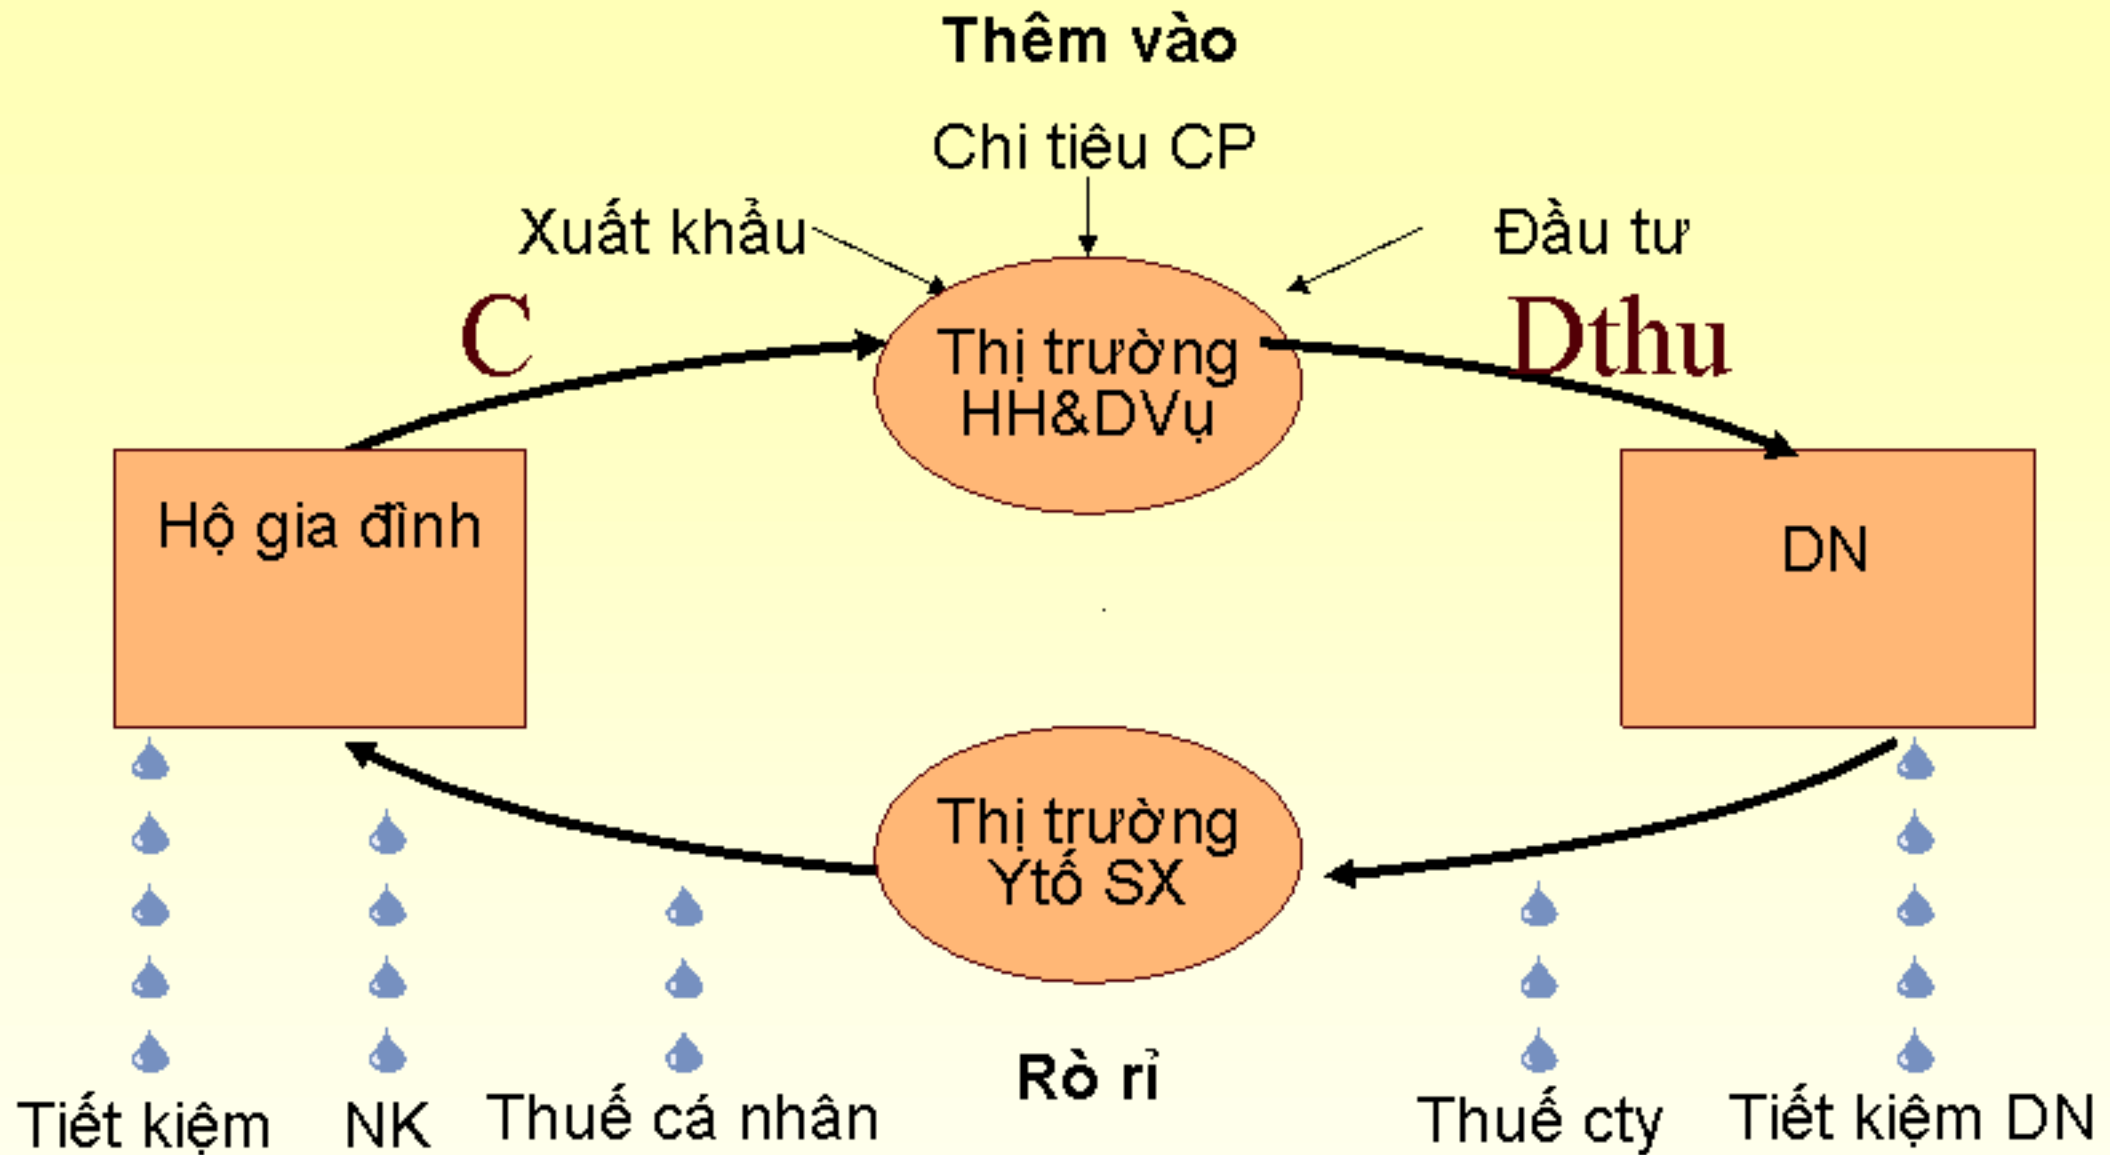 Thêm vào
Chi tiêu CP
Xuất khẩu
Đầu tư
C
Dthu
Thị trường
HH&DVụ
Hộ gia đình
DN
Thị trường
Ytố SX
Rò rỉ
Tiết kiệm
NK
Thuế cá nhân
Thuế cty
Tiết kiệm DN